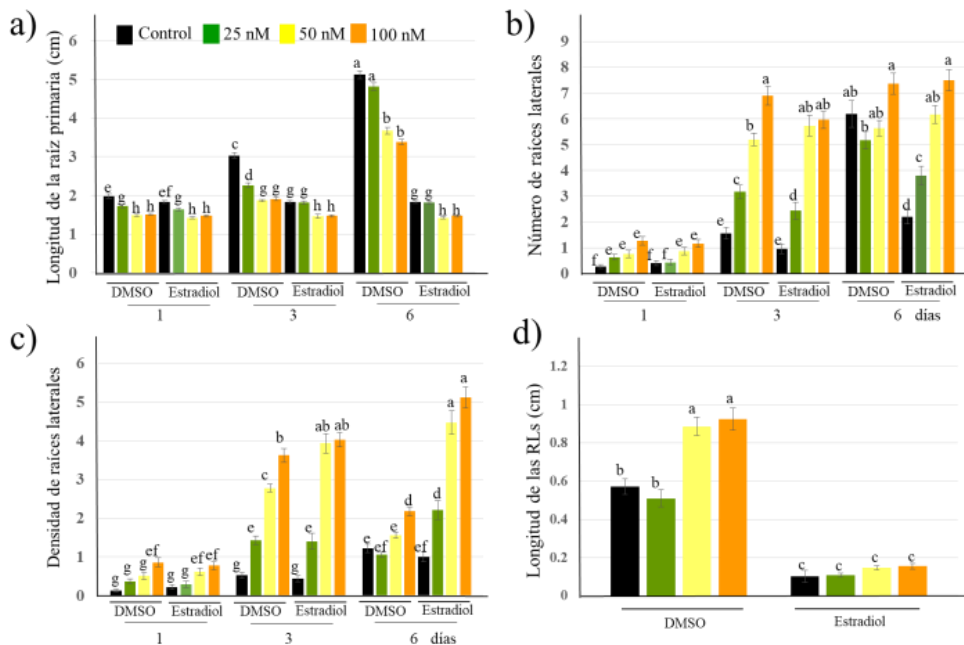 a)
Control 25 nM 50 nM 100 nM
Longitud de la raiz primaria (cm)
6
5
4
3
2
1
0
e g h h ef g h h
c d g g g g h h
a a b b g g h h
DMSO Estradiol DMSO Estradiol DMSO Estradiol
1 3 6
b)
Número de raíces laterales
9
8
7
6
5
4
3
2
1
0
f e e e f f e e
e c b a e d ab ab
ab b ab a d c ab a
DMSO Estradiol DMSO Estradiol DMSO Estradiol
1 3 6 días
c)
Densidad de raíces laterales
6
5
4
3
2
1
0
g g g ef g g ef ef
g e c b g e ab ab
ef ef e d ef d a a
DMSO Estradiol DMSO Estradiol DMSO Estradiol
1 3 6 días
d)
Longitud de las RLs (cm)
1.2
1
0.8
0.6
0.4
0.2
0
b b a a c c c c
DMSO Estradiol